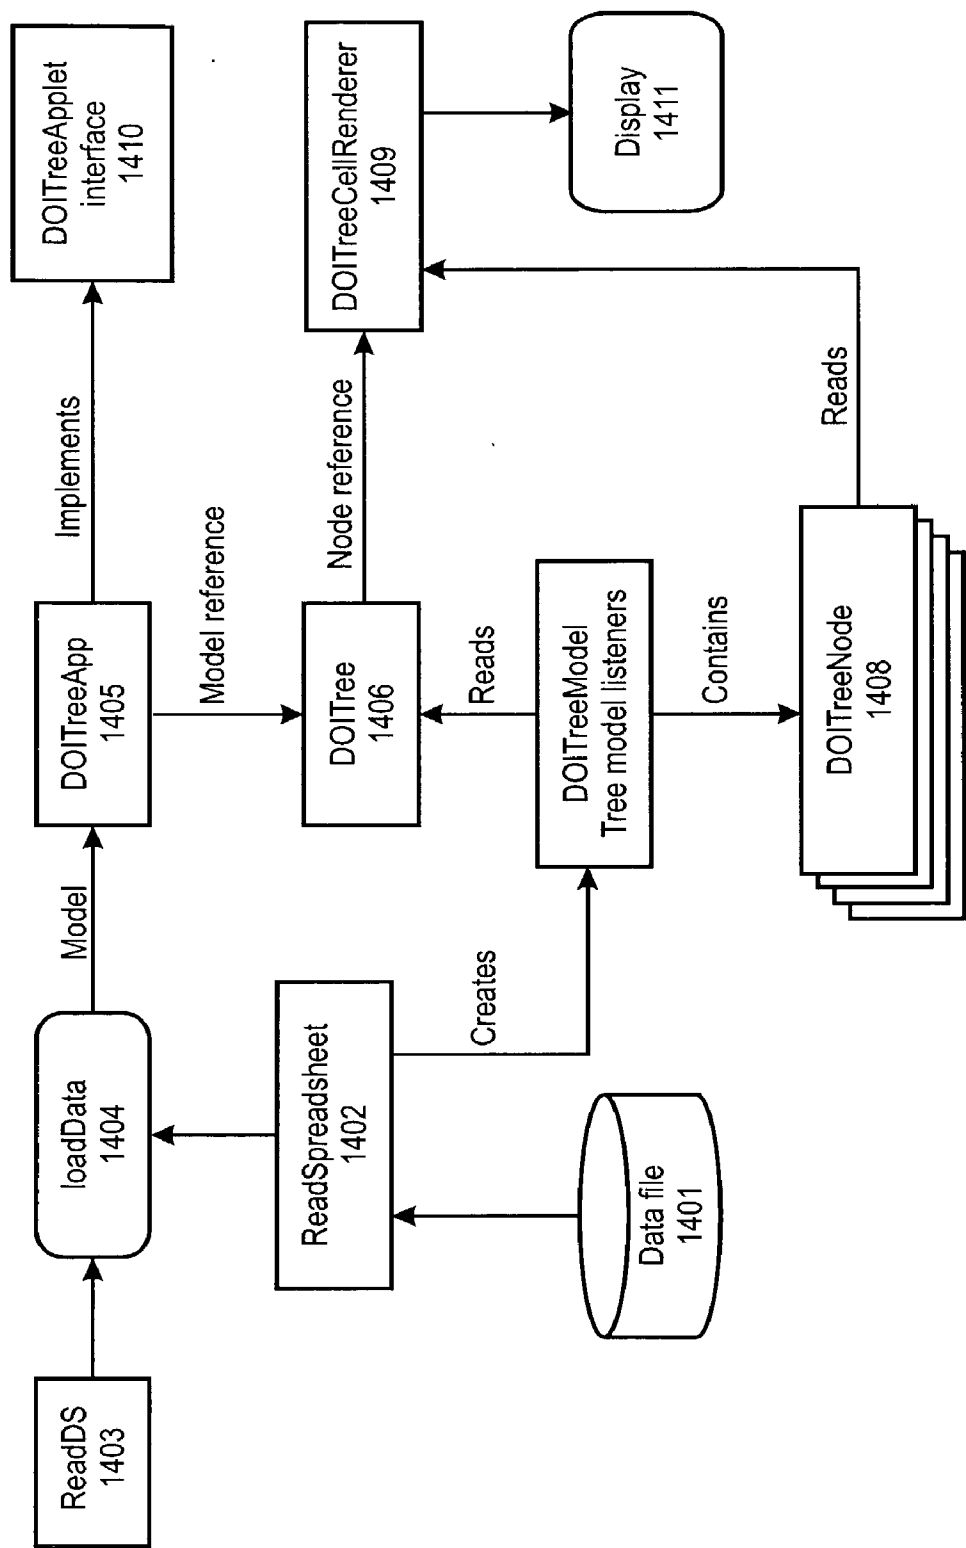 ReadDS
1403
loadData
1404
Model
DOITreeApp
1405
Implements
DOITreeApplet
interface
1410
ReadSpreadsheet
1402
Model reference
DOITree
1406
Node reference
DOITreeCellRenderer
1409
Creates
Reads
Data file
1401
DOITreeModel
Tree model listeners
Display
1411
Contains
DOITreeNode
1408
Reads